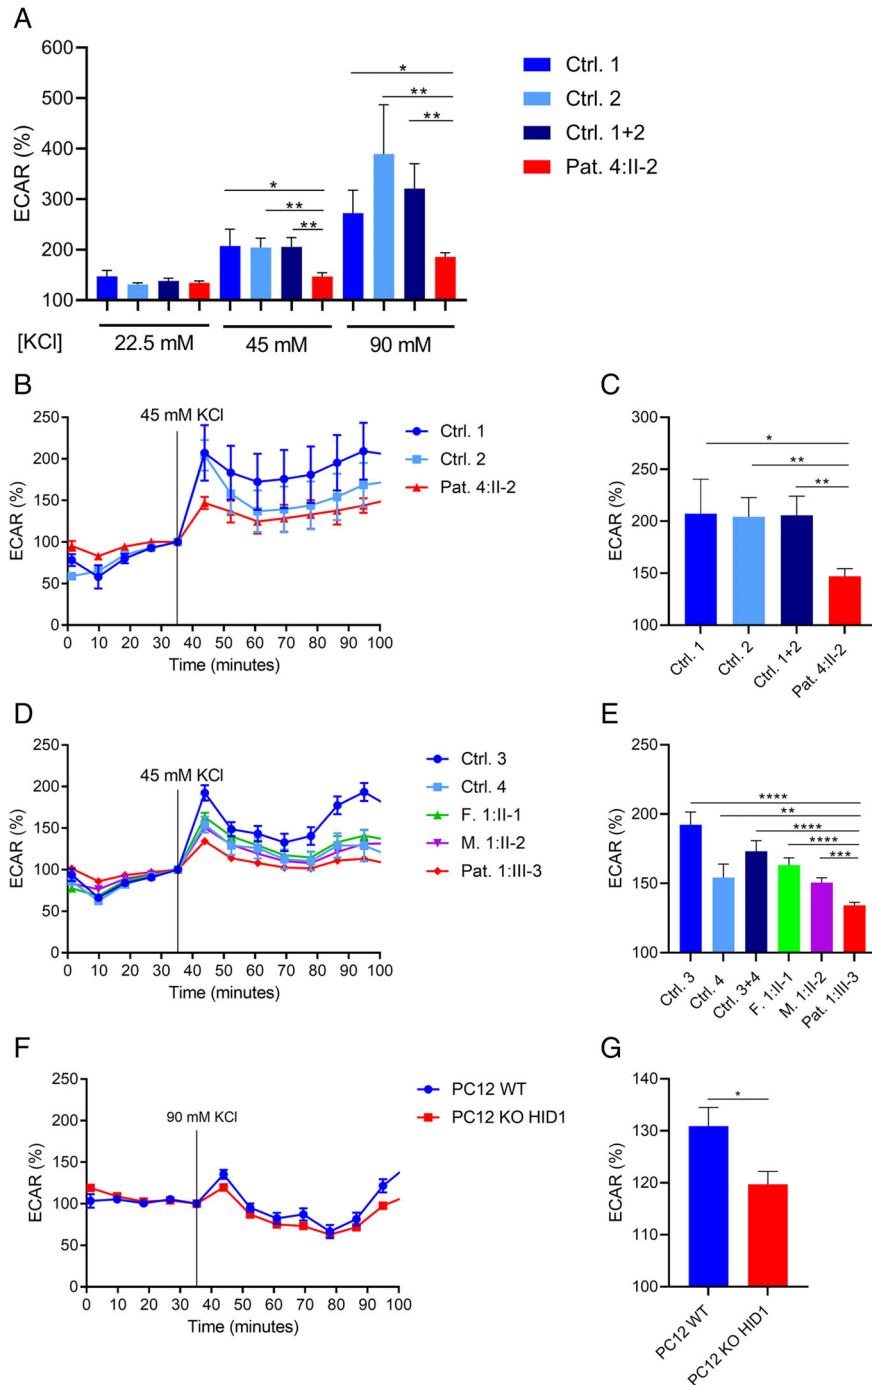 A
600
500
400
300
200
100
ECAR (%)
*
**
**
*
**
**
Ctrl. 1
Ctrl. 2
Ctrl. 1+2
Pat. 4:II-2
[KCl]
22.5 mM
45 mM
90 mM
B
250
200
150
100
50
0
ECAR (%)
45 mM KCl
0 10 20 30 40 50 60 70 80 90 100
Time (minutes)
Ctrl. 1
Ctrl. 2
Pat. 4:II-2
C
300
250
200
150
100
ECAR (%)
*
**
**
Ctrl. 1
Ctrl. 2
Ctrl. 1+2
Pat. 4:II-2
D
250
200
150
100
50
0
ECAR (%)
45 mM KCl
0 10 20 30 40 50 60 70 80 90 100
Time (minutes)
Ctrl. 3
Ctrl. 4
F. 1:II-1
M. 1:II-2
Pat. 1:III-3
E
250
200
150
100
ECAR (%)
****
**
****
****
***
Ctrl. 3
Ctrl. 4
Ctrl. 3+4
F. 1:II-1
M. 1:II-2
Pat. 1:III-3
F
250
200
150
100
50
0
ECAR (%)
90 mM KCl
0 10 20 30 40 50 60 70 80 90 100
Time (minutes)
PC12 WT
PC12 KO HID1
G
140
130
120
110
100
ECAR (%)
*
PC12 WT
PC12 KO HID1